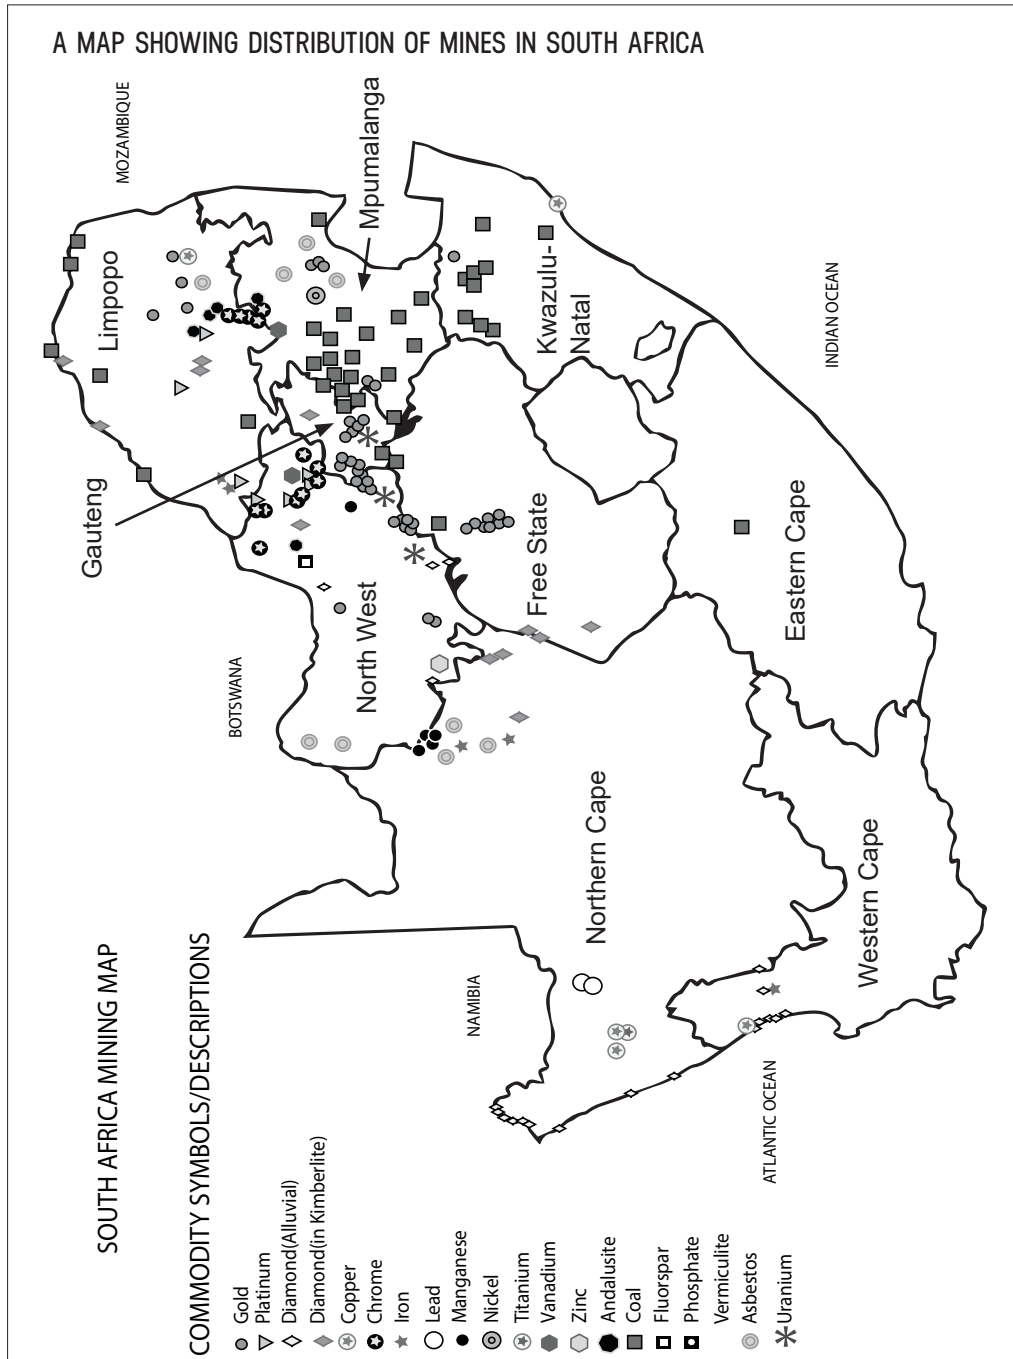 A MAP SHOWING DISTRIBUTION OF MINES IN SOUTH AFRICA
SOUTH AFRICA MINING MAP
COMMODITY SYMBOLS/DESCRIPTIONS
Gold
Platinum
Diamond(Alluvial)
Diamond(in Kimberlite)
Copper
Chrome
Iron
Lead
Manganese
Nickel
Titanium
Vanadium
Zinc
Andalusite
Coal
Fluorspar
Phosphate
Vermiculite
Asbestos
Uranium
NAMIBIA
BOTSWANA
MOZAMBIQUE
ATLANTIC OCEAN
INDIAN OCEAN
Limpopo
Mpumalanga
Gauteng
North West
Free State
Kwazulu-
Natal
Northern Cape
Eastern Cape
Western Cape